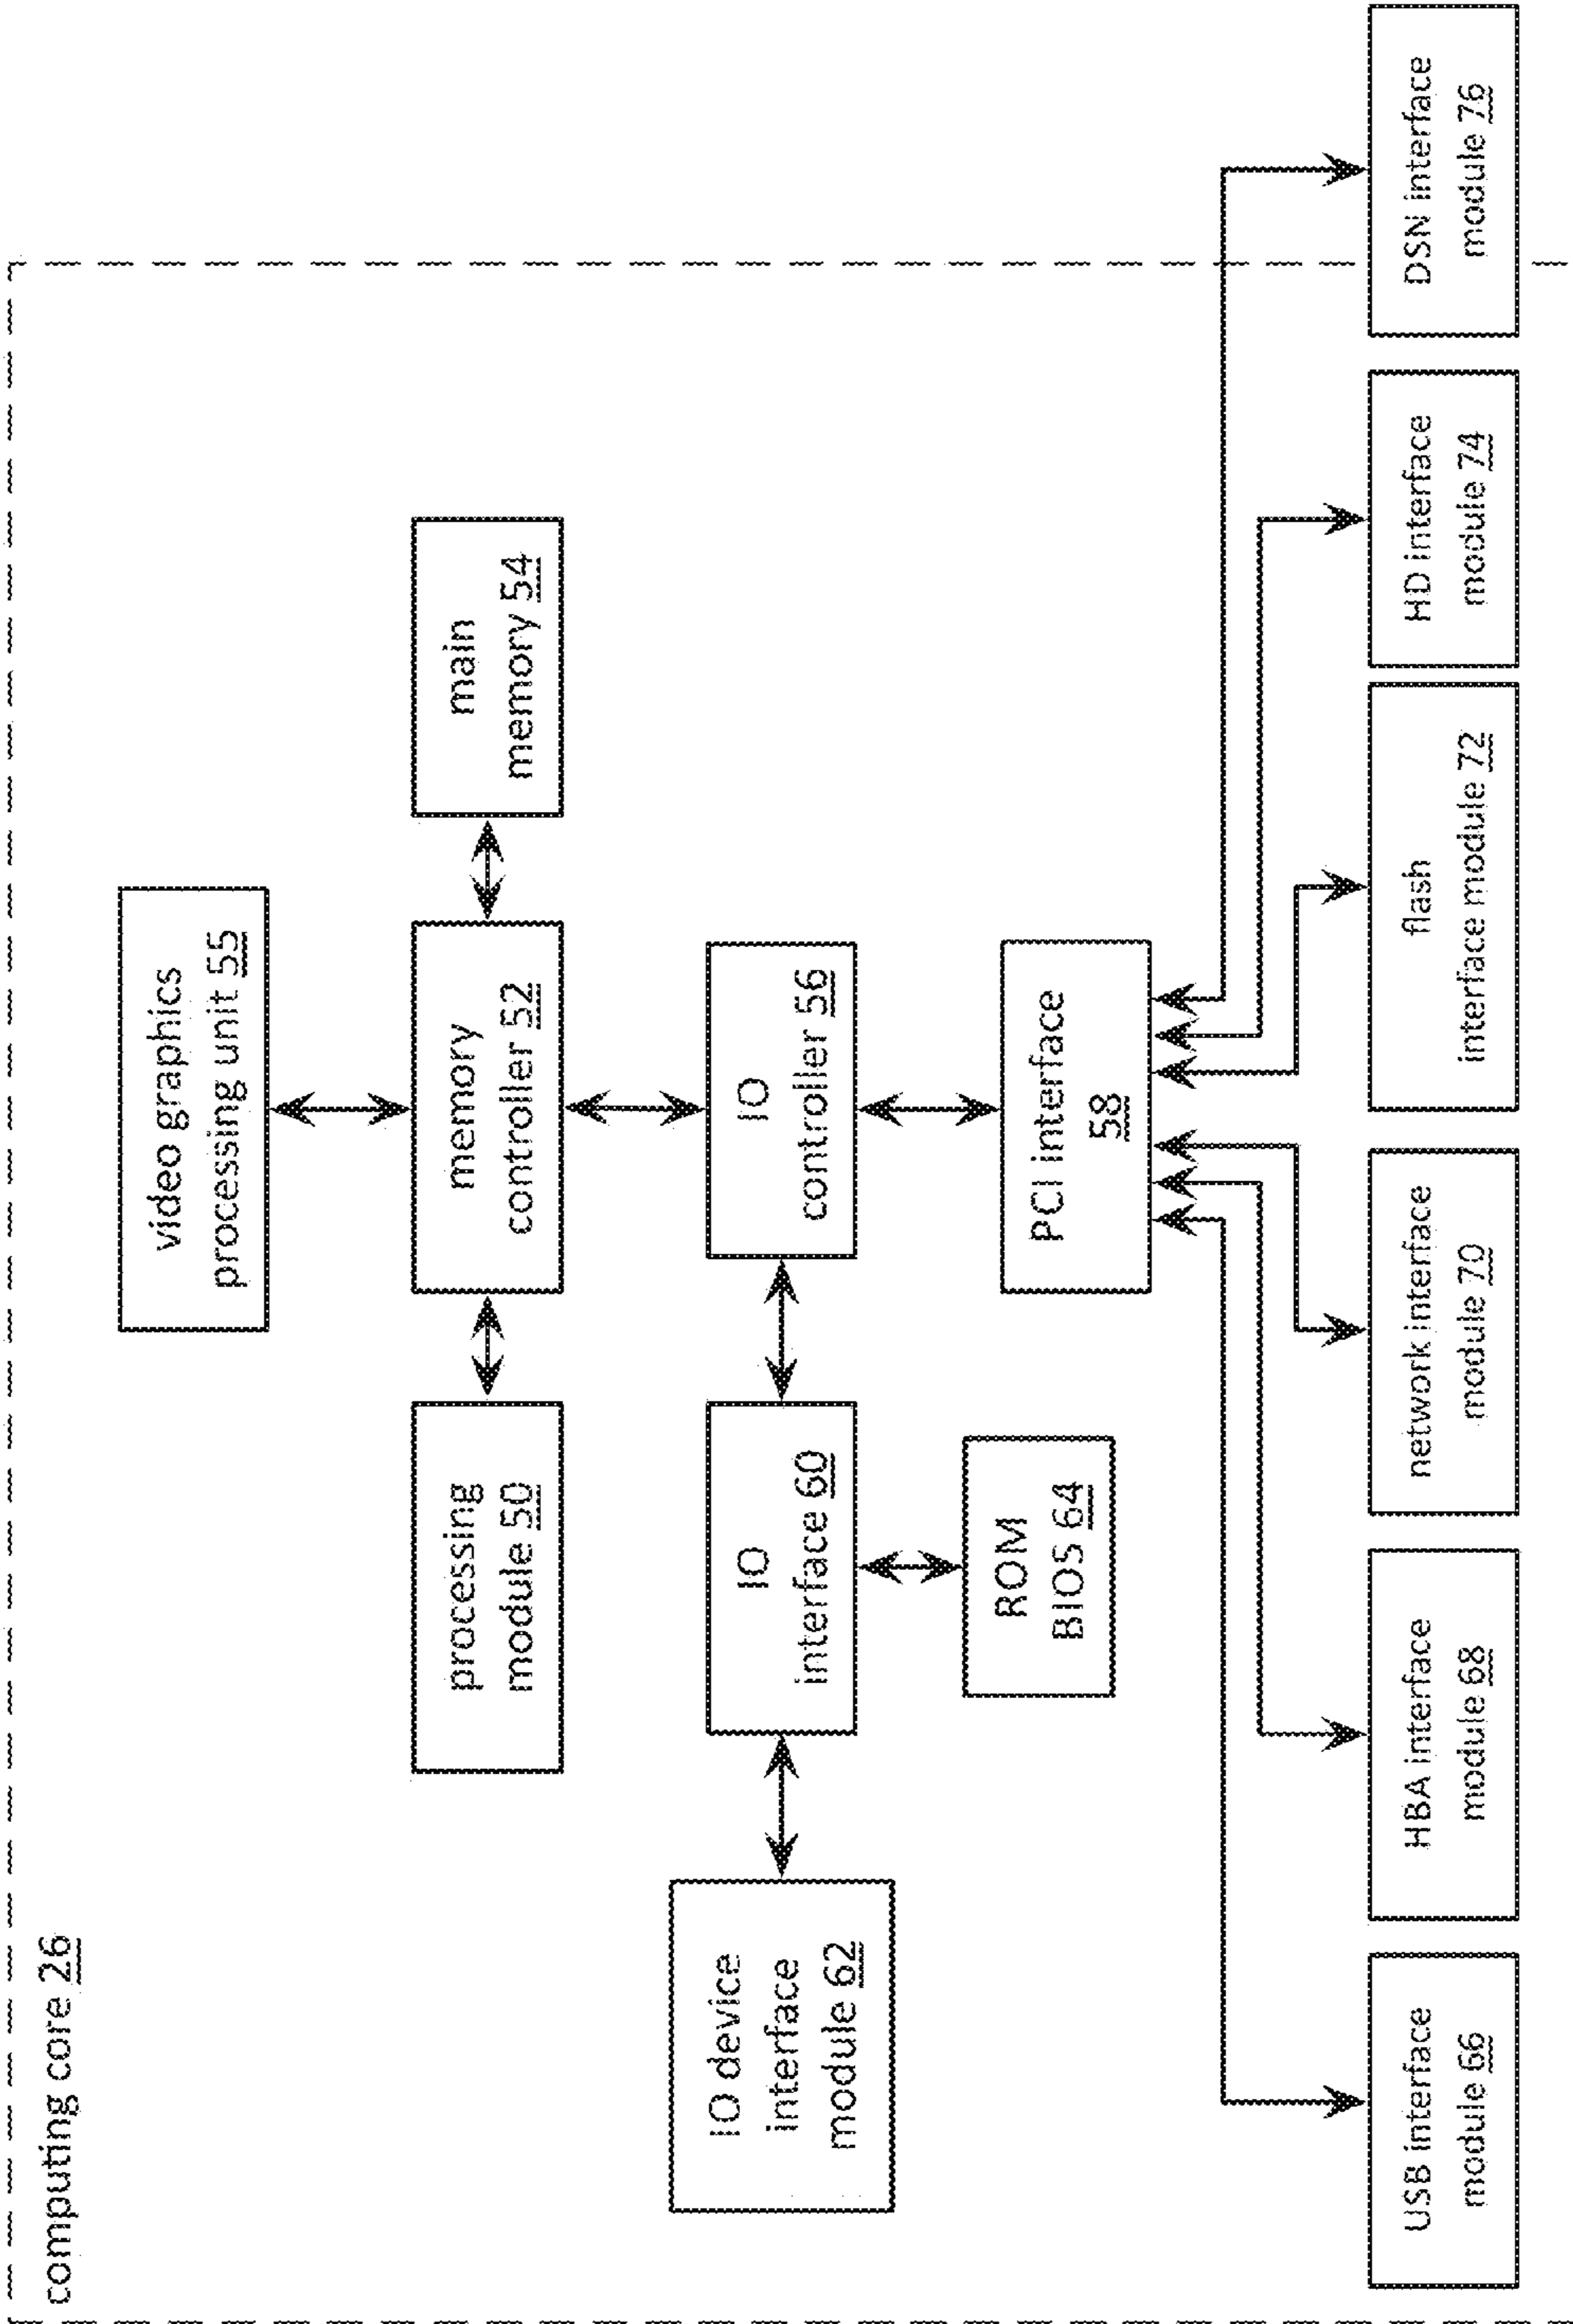 computing core 26
video graphics
processing unit 55
processing
module 50
memory
controller 52
main
memory 54
IO device
interface
module 62
IO
interface 60
IO
controller 56
ROM
BIOS 64
PCI interface
58
USB interface
module 66
HBA interface
module 68
network interface
module 70
flash
interface module 72
HD interface
module 74
DSN interface
module 76